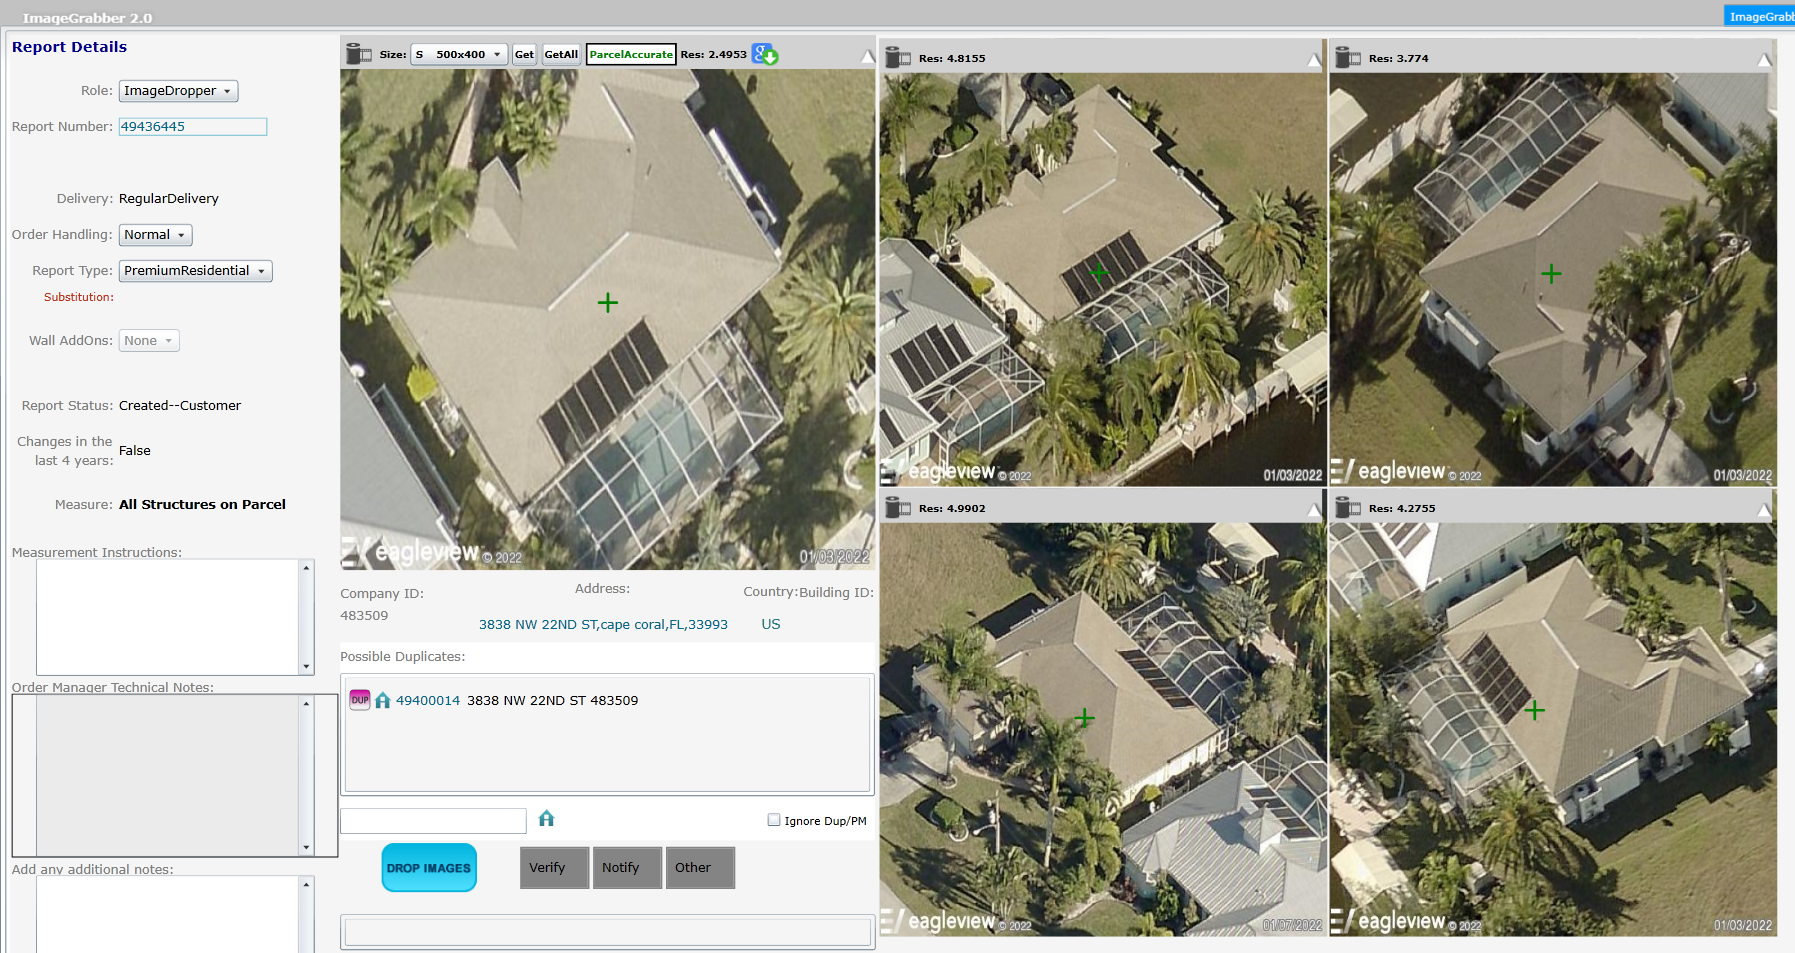 ImageGrabber 2.0
ImageGrabb
Report Details
Role: ImageDropper
Report Number: 49436445
Delivery: RegularDelivery
Order Handling: Normal
Report Type: PremiumResidential
Substitution:
Wall AddOns: None
Report Status: Created--Customer
Changes in the last 4 years: False
Measure: All Structures on Parcel
Measurement Instructions:
Order Manager Technical Notes:
Add any additional notes:
Size: S 500x400 Get GetAll ParcelAccurate Res: 2.4953
eagleview © 2022
01/03/2022
Company ID:
483509
Address:
3838 NW 22ND ST,cape coral,FL,33993
Country:
US
Building ID:
Possible Duplicates:
DUP 49400014 3838 NW 22ND ST 483509
Ignore Dup/PM
DROP IMAGES
Verify
Notify
Other
Res: 4.8155
eagleview © 2022
01/03/2022
Res: 3.774
eagleview © 2022
01/03/2022
Res: 4.9902
eagleview © 2022
01/07/2022
Res: 4.2755
eagleview © 2022
01/03/2022